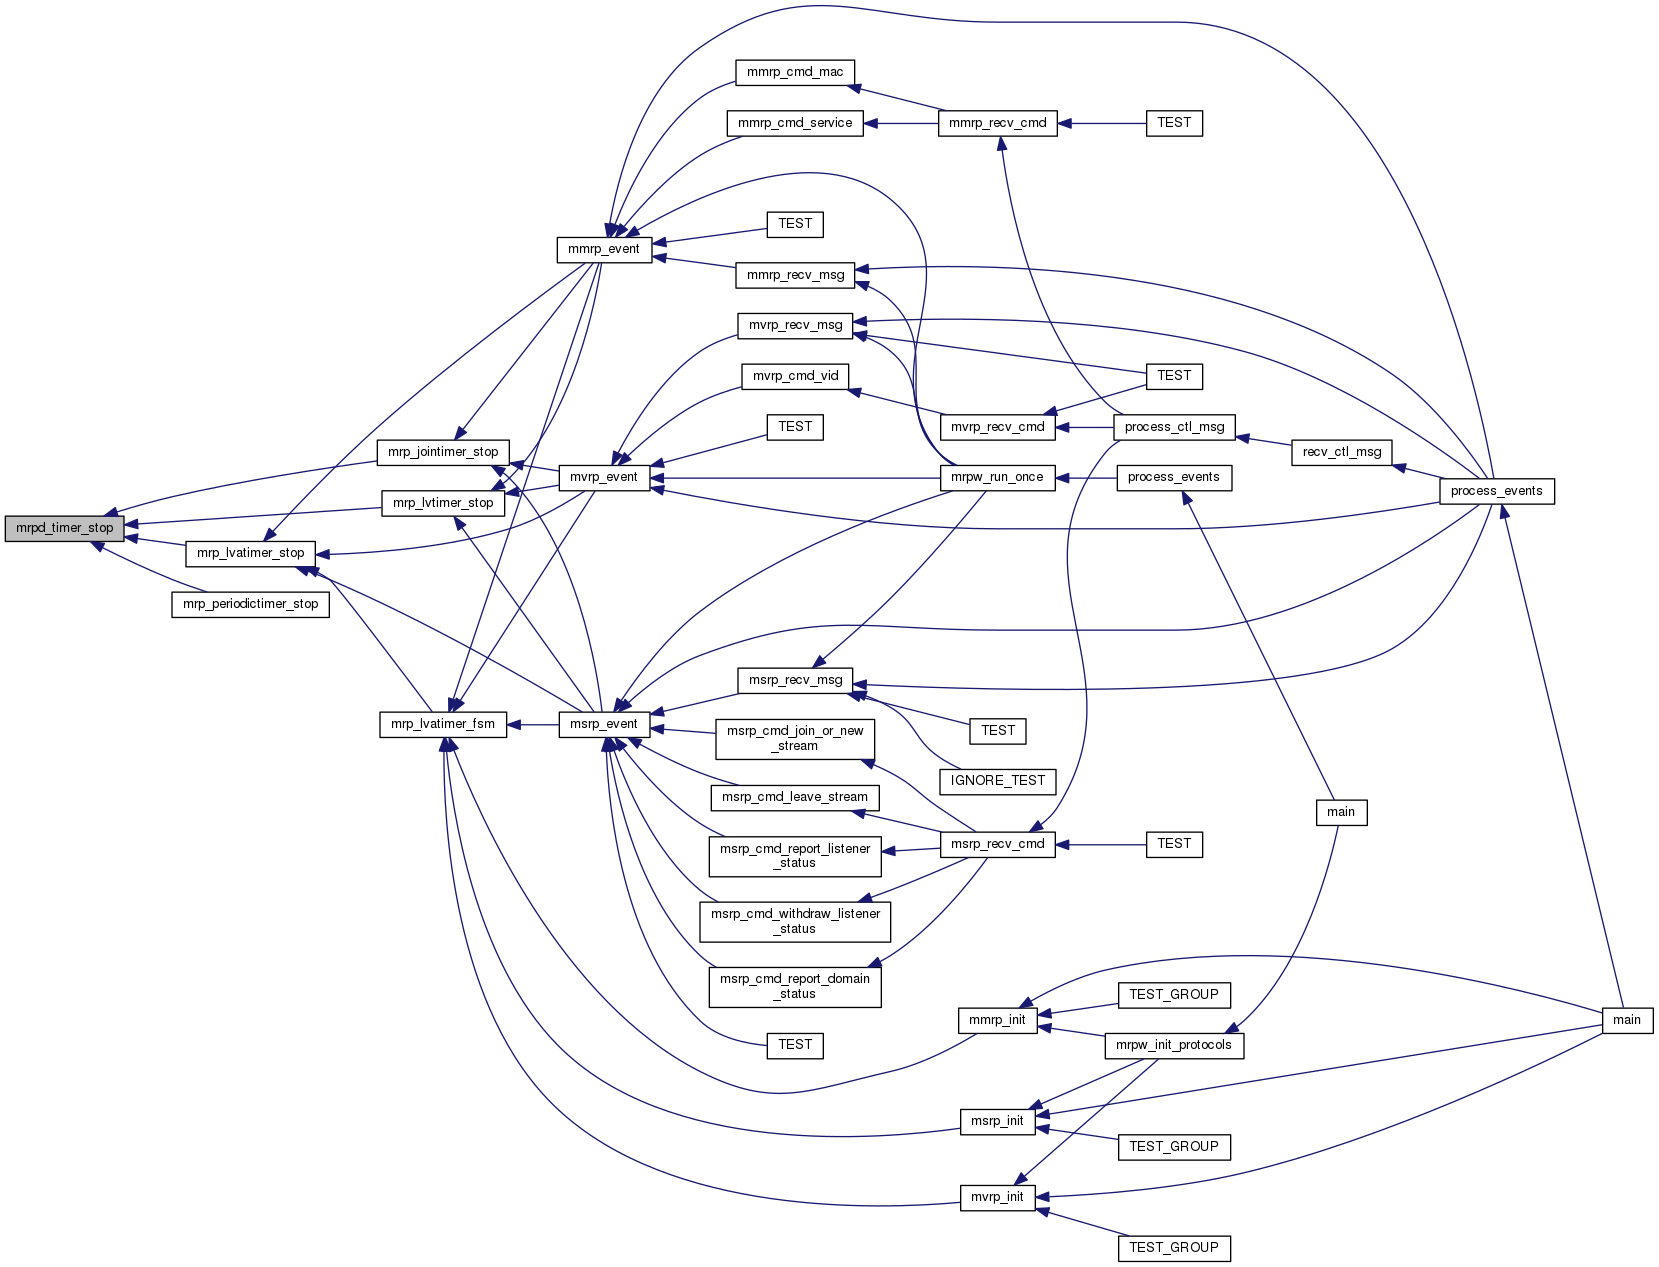 mmrp_cmd_mac
mmrp_cmd_service
mmrp_recv_cmd
TEST
TEST
mmrp_event
mmrp_recv_msg
mvrp_recv_msg
mvrp_cmd_vid
TEST
TEST
mvrp_recv_cmd
process_ctl_msg
mrp_jointimer_stop
recv_ctl_msg
mvrp_event
mrpw_run_once
process_events
process_events
mrp_lvtimer_stop
mrpd_timer_stop
mrp_lvatimer_stop
mrp_periodictimer_stop
msrp_recv_msg
mrp_lvatimer_fsm
msrp_event
msrp_cmd_join_or_new
_stream
TEST
IGNORE_TEST
msrp_cmd_leave_stream
main
msrp_cmd_report_listener
_status
msrp_recv_cmd
TEST
msrp_cmd_withdraw_listener
_status
msrp_cmd_report_domain
_status
TEST_GROUP
mmrp_init
main
TEST
mrpw_init_protocols
msrp_init
TEST_GROUP
mvrp_init
TEST_GROUP